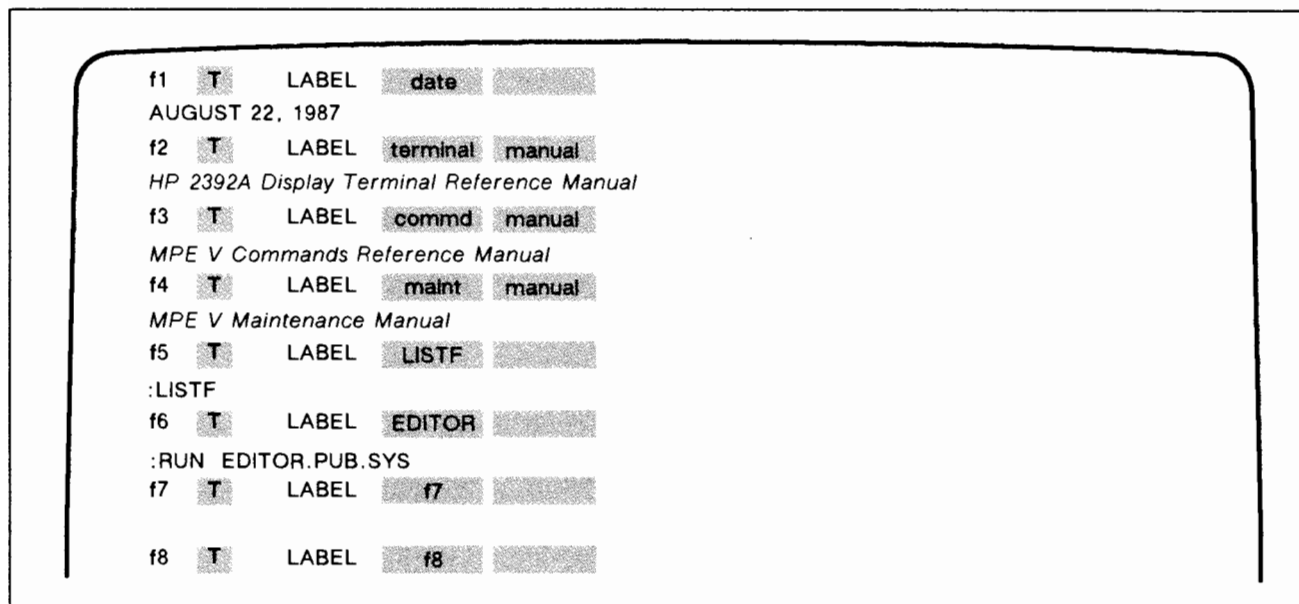 f1 T LABEL date
AUGUST 22, 1987
f2 T LABEL terminal manual
HP 2392A Display Terminal Reference Manual
f3 T LABEL commd manual
MPE V Commands Reference Manual
f4 T LABEL maint manual
MPE V Maintenance Manual
f5 T LABEL LISTF
:LISTF
f6 T LABEL EDITOR
:RUN EDITOR.PUB.SYS
f7 T LABEL f7
f8 T LABEL f8